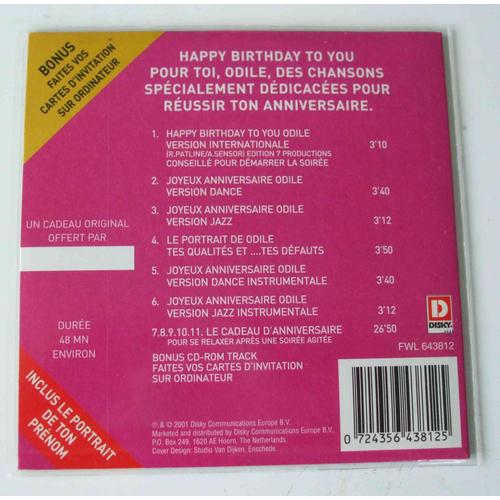 BONUS
FAITES VOS
CARTES D'INVITATION
SUR ORDINATEUR
HAPPY BIRTHDAY TO YOU
POUR TOI, ODILE, DES CHANSONS
SPÉCIALEMENT DÉDICACÉES POUR
RÉUSSIR TON ANNIVERSAIRE.
1. HAPPY BIRTHDAY TO YOU ODILE
VERSION INTERNATIONALE 3'10
(R.PATLINE/A.SENSOR) EDITION 7 PRODUCTIONS
CONSEILLÉ POUR DÉMARRER LA SOIRÉE
2. JOYEUX ANNIVERSAIRE ODILE
VERSION DANCE 3'40
3. JOYEUX ANNIVERSAIRE ODILE
VERSION JAZZ 3'12
4. LE PORTRAIT DE ODILE
TES QUALITÉS ET ....TES DÉFAUTS 3'50
5. JOYEUX ANNIVERSAIRE ODILE
VERSION DANCE INSTRUMENTALE 3'40
6. JOYEUX ANNIVERSAIRE ODILE
VERSION JAZZ INSTRUMENTALE 3'12
7.8.9.10.11. LE CADEAU D'ANNIVERSAIRE 26'50
POUR SE RELAXER APRÈS UNE SOIRÉE AGITÉE
BONUS CD-ROM TRACK
FAITES VOS CARTES D'INVITATION
SUR ORDINATEUR
UN CADEAU ORIGINAL
OFFERT PAR
DURÉE
48 MN
ENVIRON
INCLUS LE PORTRAIT
DE TON
PRÉNOM
D
DISKY
FWL 643812
℗ & © 2001 Disky Communications Europe B.V.
Marketed and distributed by Disky Communications Europe B.V.,
P.O. Box 249, 1620 AE Hoorn, The Netherlands.
Cover Design: Studio Van Dijken, Enschede.
0 724356 438125